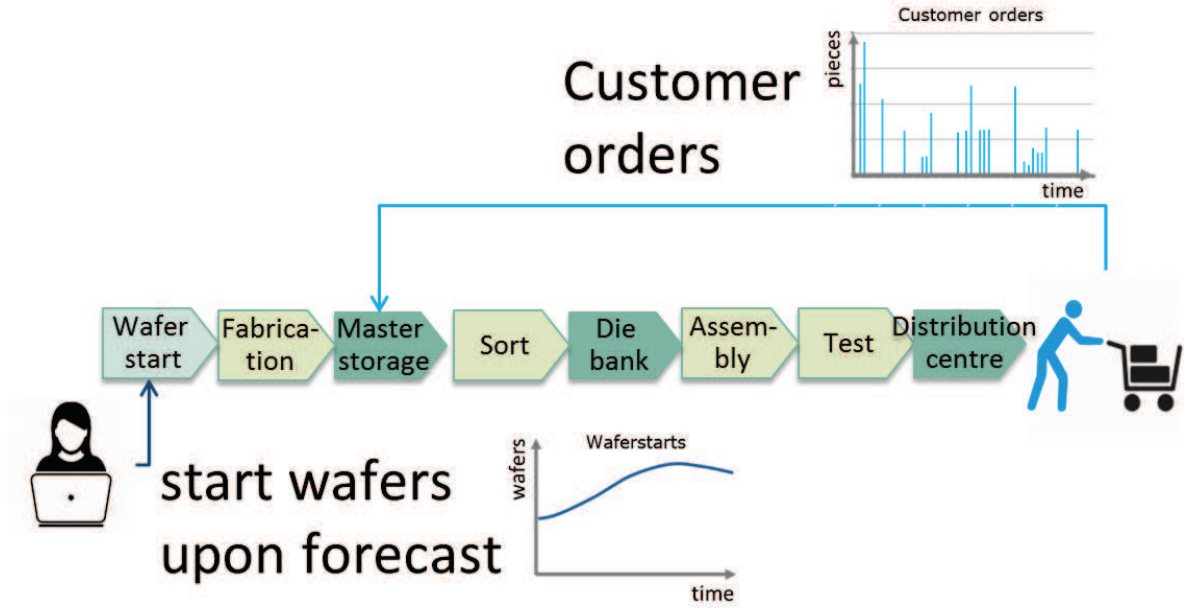 Customer orders
pieces
time
Customer
orders
Wafer
start
Fabrica-
tion
Master
storage
Sort
Die
bank
Assem-
bly
Test
Distribution
centre
start wafers
upon forecast
Waferstarts
wafers
time